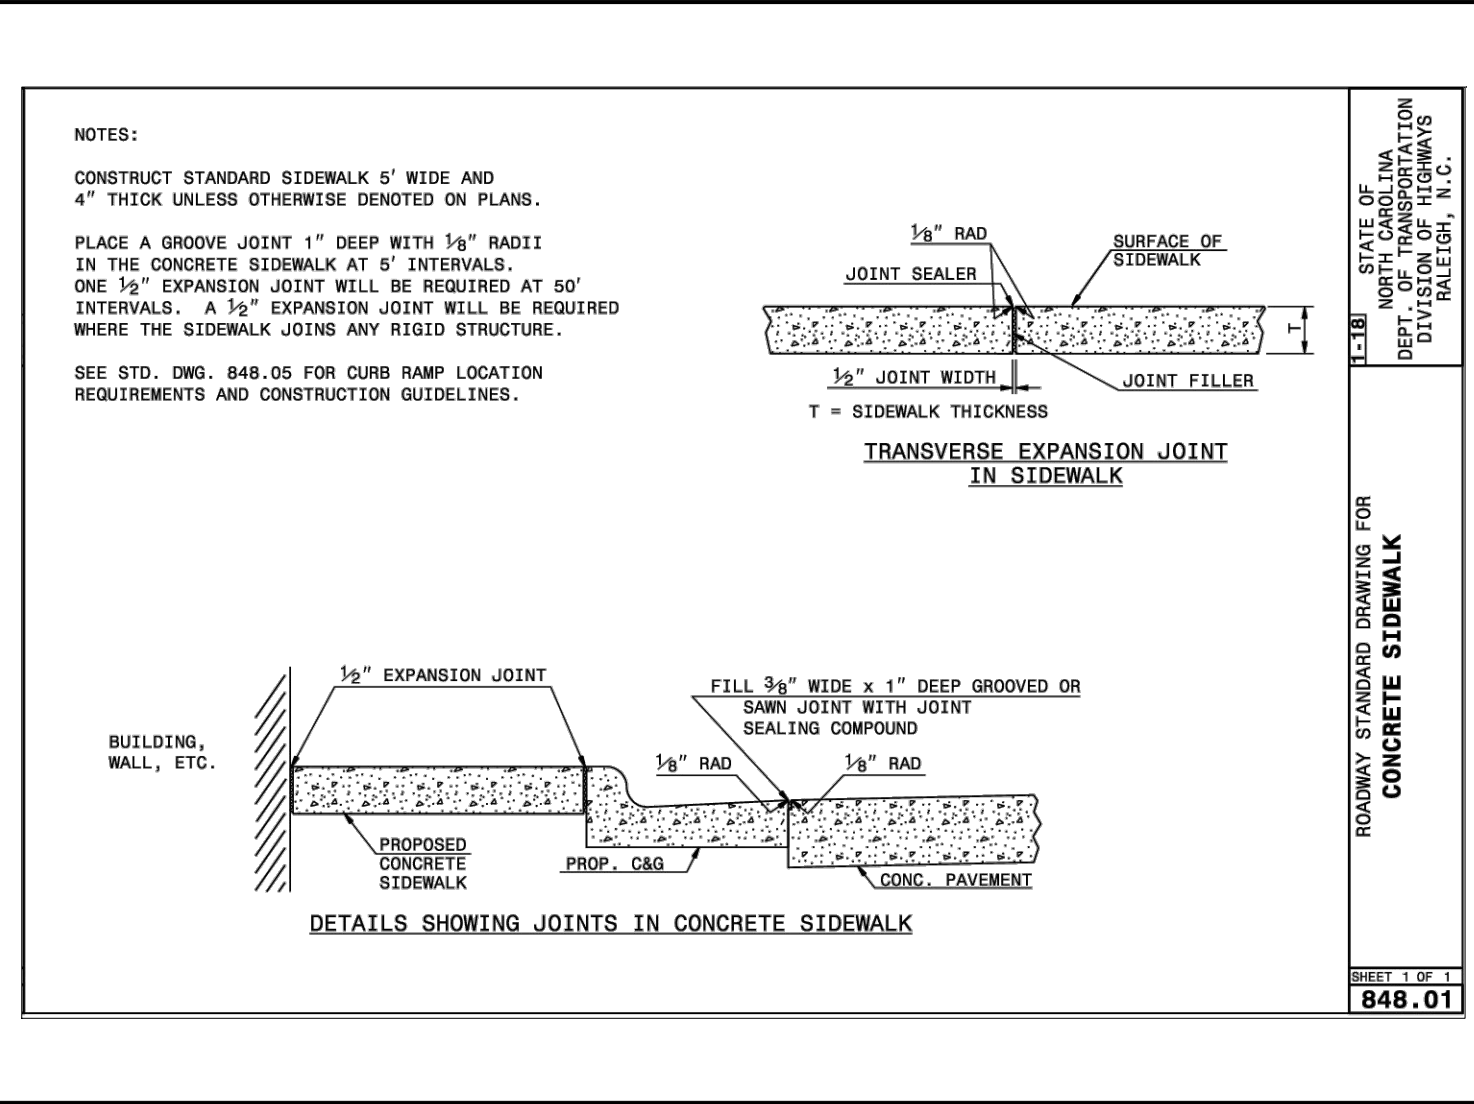 NOTES:
CONSTRUCT STANDARD SIDEWALK 5' WIDE AND
4" THICK UNLESS OTHERWISE DENOTED ON PLANS.
PLACE A GROOVE JOINT 1" DEEP WITH 1/8" RADII
IN THE CONCRETE SIDEWALK AT 5' INTERVALS.
ONE 1/2" EXPANSION JOINT WILL BE REQUIRED AT 50'
INTERVALS. A 1/2" EXPANSION JOINT WILL BE REQUIRED
WHERE THE SIDEWALK JOINS ANY RIGID STRUCTURE.
SEE STD. DWG. 848.05 FOR CURB RAMP LOCATION
REQUIREMENTS AND CONSTRUCTION GUIDELINES.
1/8" RAD
JOINT SEALER
SURFACE OF
SIDEWALK
T
1/2" JOINT WIDTH
JOINT FILLER
T = SIDEWALK THICKNESS
TRANSVERSE EXPANSION JOINT
IN SIDEWALK
1/2" EXPANSION JOINT
FILL 3/8" WIDE x 1" DEEP GROOVED OR
SAWN JOINT WITH JOINT
SEALING COMPOUND
BUILDING,
WALL, ETC.
1/8" RAD
1/8" RAD
PROPOSED
CONCRETE
SIDEWALK
PROP. C&G
CONC. PAVEMENT
DETAILS SHOWING JOINTS IN CONCRETE SIDEWALK
1-18
STATE OF
NORTH CAROLINA
DEPT. OF TRANSPORTATION
DIVISION OF HIGHWAYS
RALEIGH, N.C.
ROADWAY STANDARD DRAWING FOR
CONCRETE SIDEWALK
SHEET 1 OF 1
848.01